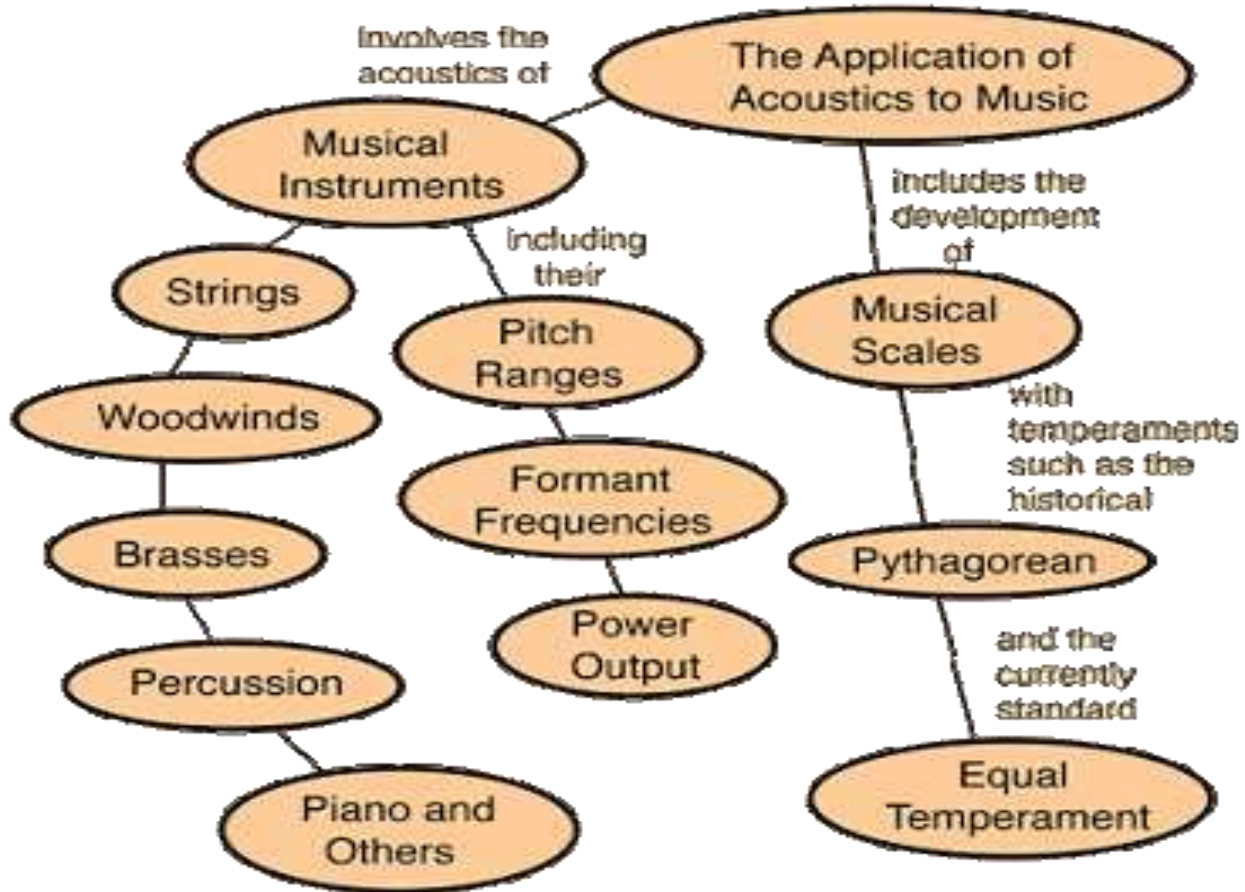 Involves the
acoustics of
The Application of
Acoustics to Music
Musical
Instruments
includes the
development
of
including
their
Strings
Pitch
Ranges
Musical
Scales
with
temperaments
such as the
historical
Woodwinds
Formant
Frequencies
Brasses
Pythagorean
Power
Output
and the
currently
standard
Percussion
Equal
Temperament
Piano and
Others